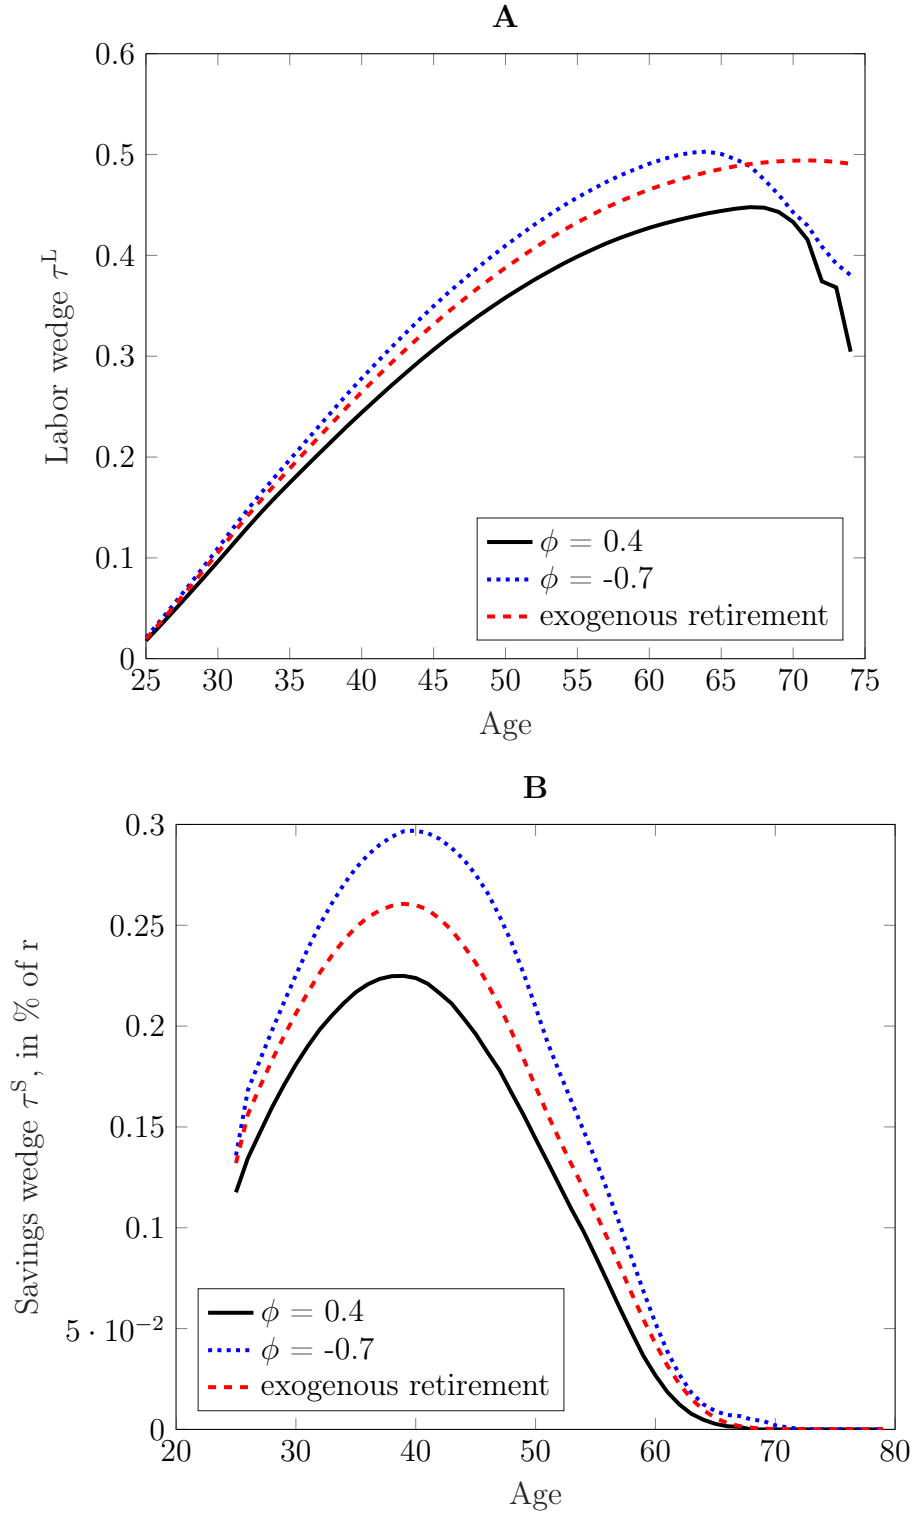 A
0.6
0.5
0.4
0.3
0.2
0.1
0
Labor wedge τ^L
φ = 0.4
φ = -0.7
exogenous retirement
25 30 35 40 45 50 55 60 65 70 75
Age
B
0.3
0.25
0.2
0.15
0.1
5 · 10^−2
0
Savings wedge τ^S, in % of r
φ = 0.4
φ = -0.7
exogenous retirement
20 30 40 50 60 70 80
Age